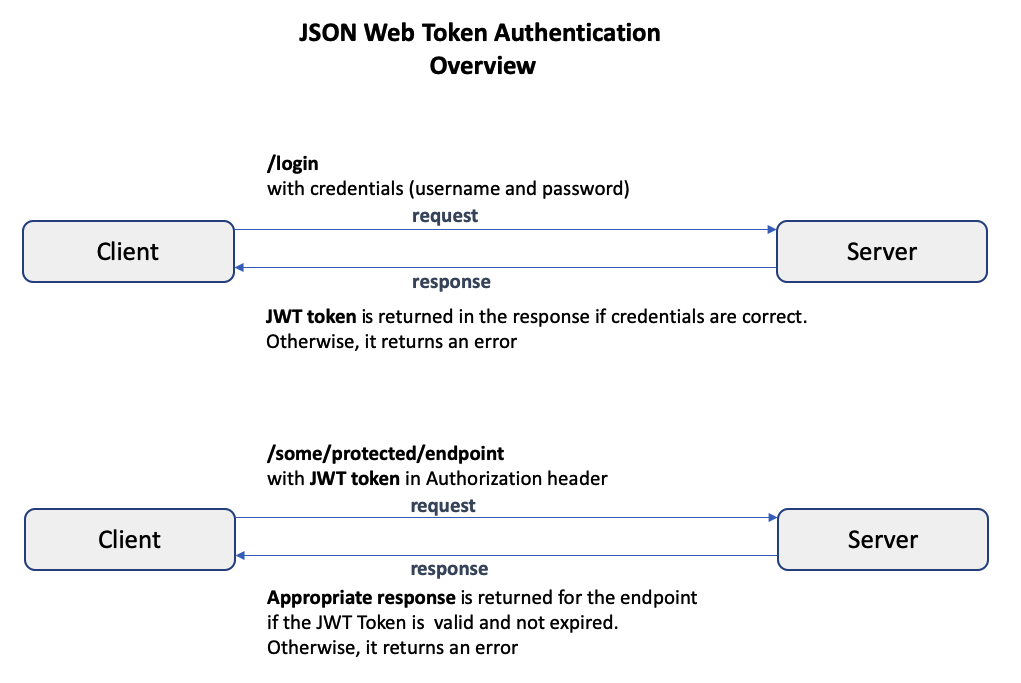 JSON Web Token Authentication
Overview
/login
with credentials (username and password)
request
Client
Server
response
JWT token is returned in the response if credentials are correct.
Otherwise, it returns an error
/some/protected/endpoint
with JWT token in Authorization header
request
Client
Server
response
Appropriate response is returned for the endpoint
if the JWT Token is  valid and not expired.
Otherwise, it returns an error